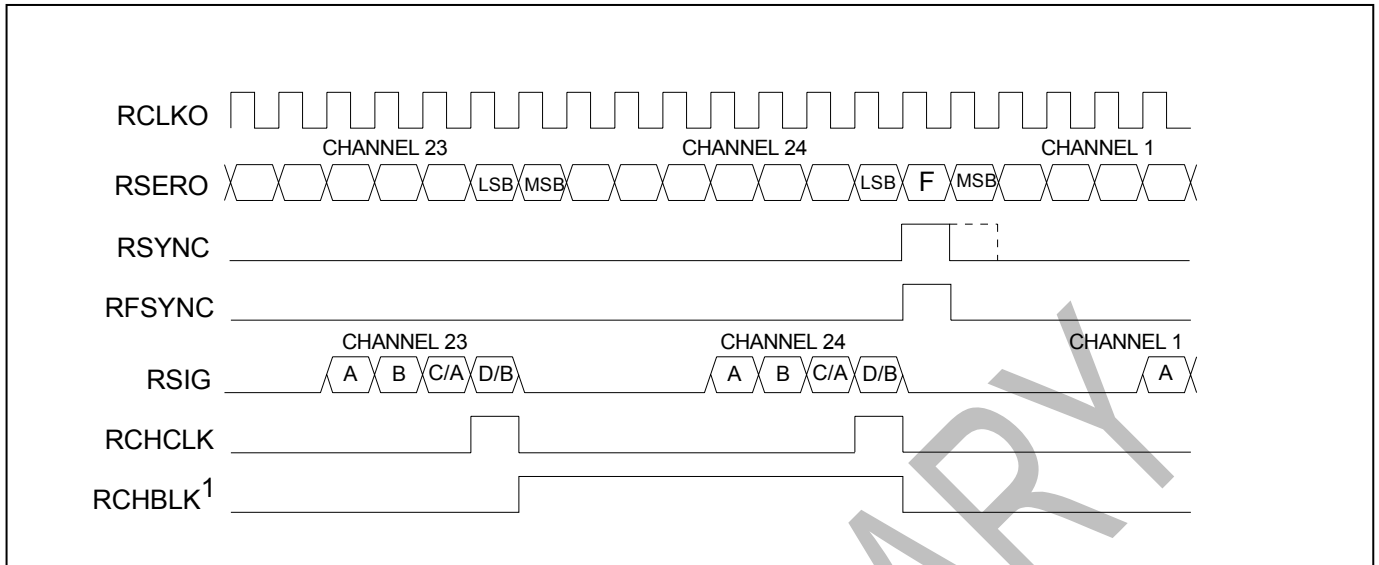 RCLKO
CHANNEL 23 CHANNEL 24 CHANNEL 1
RSERO LSB MSB LSB F MSB
RSYNC
RFSYNC
CHANNEL 23 CHANNEL 24 CHANNEL 1
RSIG A B C/A D/B A B C/A D/B A
RCHCLK
RCHBLK1
ARY